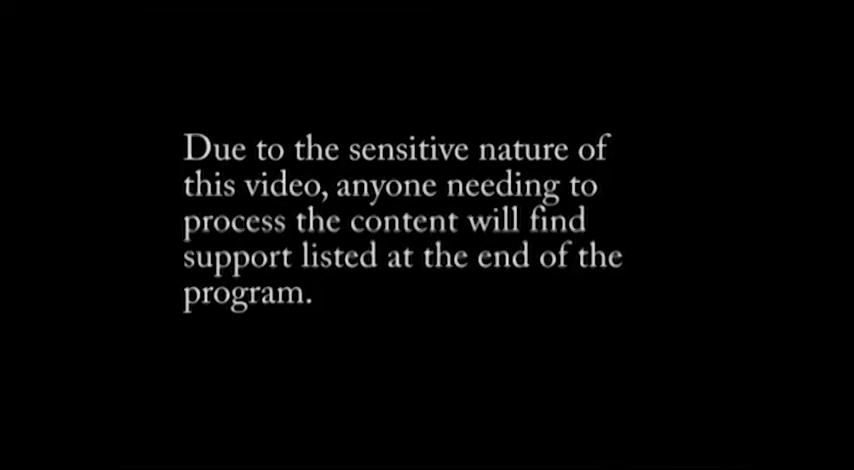 Due to the sensitive nature of
this video, anyone needing to
process the content will find
support listed at the end of the
program.